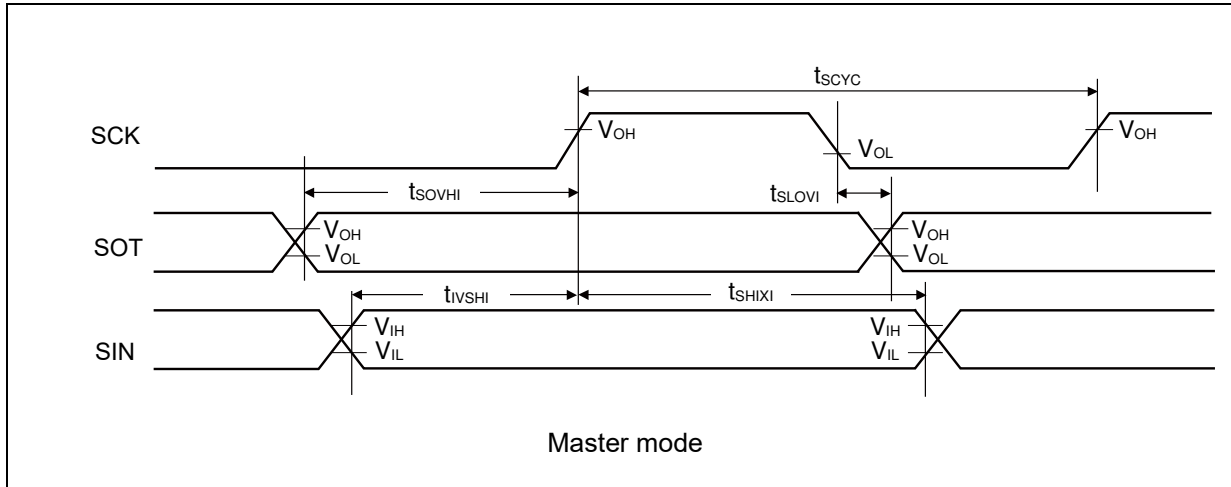 tSCYC
SCK
VOH
VOL
VOH
tSOVHI
tSLOVI
SOT
VOH
VOL
VOH
VOL
tIVSHI
tSHIXI
SIN
VIH
VIL
VIH
VIL
Master mode